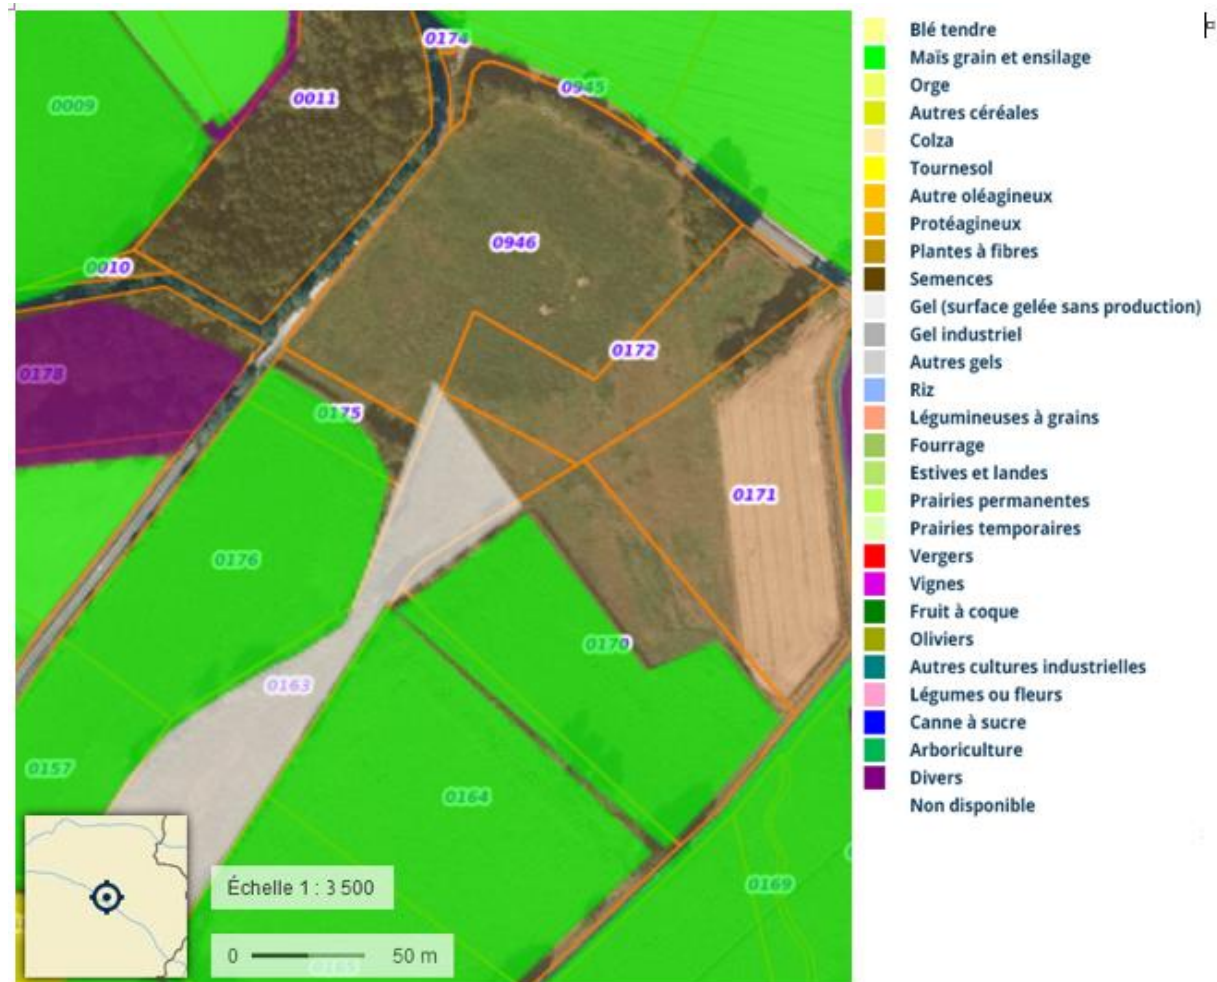 0174
0009
0011
0945
0946
0010
0172
0178
0175
0171
0176
0170
0163
0157
0164
0169
Échelle 1 : 3 500
0 50 m
Blé tendre
Maïs grain et ensilage
Orge
Autres céréales
Colza
Tournesol
Autre oléagineux
Protéagineux
Plantes à fibres
Semences
Gel (surface gelée sans production)
Gel industriel
Autres gels
Riz
Légumineuses à grains
Fourrage
Estives et landes
Prairies permanentes
Prairies temporaires
Vergers
Vignes
Fruit à coque
Oliviers
Autres cultures industrielles
Légumes ou fleurs
Canne à sucre
Arboriculture
Divers
Non disponible